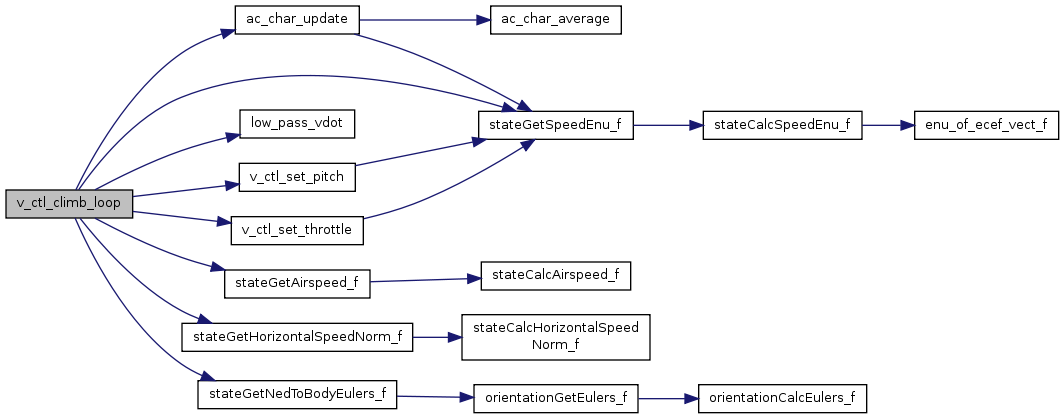 ac_char_update
ac_char_average
low_pass_vdot
stateGetSpeedEnu_f
stateCalcSpeedEnu_f
enu_of_ecef_vect_f
v_ctl_set_pitch
v_ctl_climb_loop
v_ctl_set_throttle
stateGetAirspeed_f
stateCalcAirspeed_f
stateGetHorizontalSpeedNorm_f
stateCalcHorizontalSpeed
Norm_f
stateGetNedToBodyEulers_f
orientationGetEulers_f
orientationCalcEulers_f